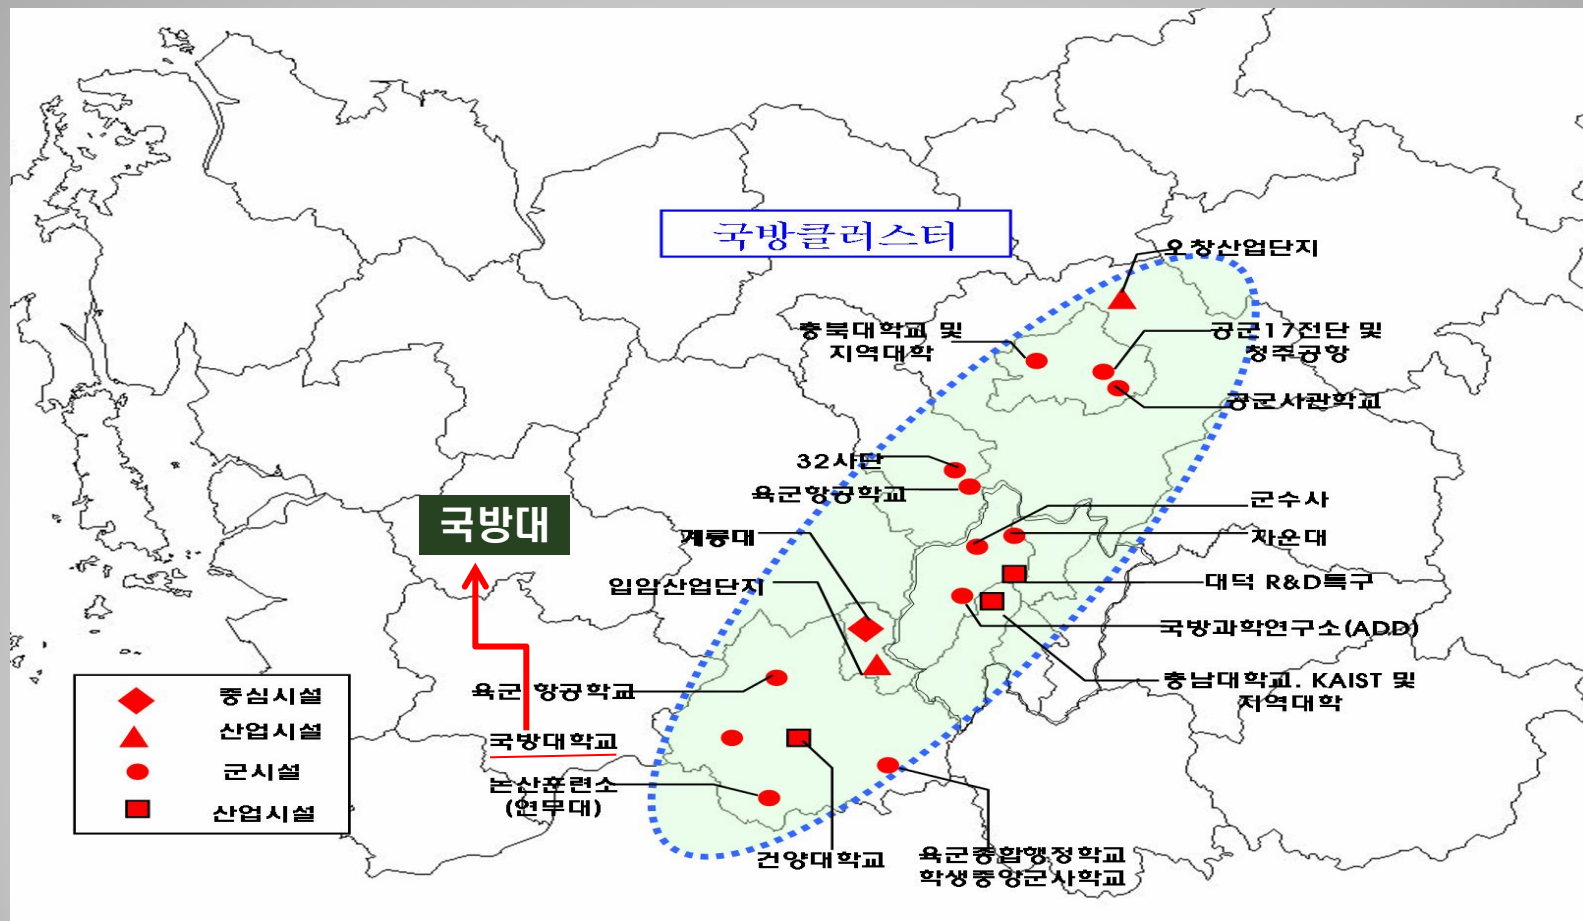 국방클러스터
오창산업단지
충북대학교 및
지역대학
공군17전단 및
청주공항
공군사관학교
32사단
육군항공학교
군수사
자운대
계룡대
국방대
입암산업단지
대덕 R&D특구
국방과학연구소(ADD)
충남대학교. KAIST 및
지역대학
육군 항공학교
국방대학교
논산훈련소
(연무대)
건양대학교
육군종합행정학교
학생중앙군사학교
중심시설
산업시설
군시설
산업시설